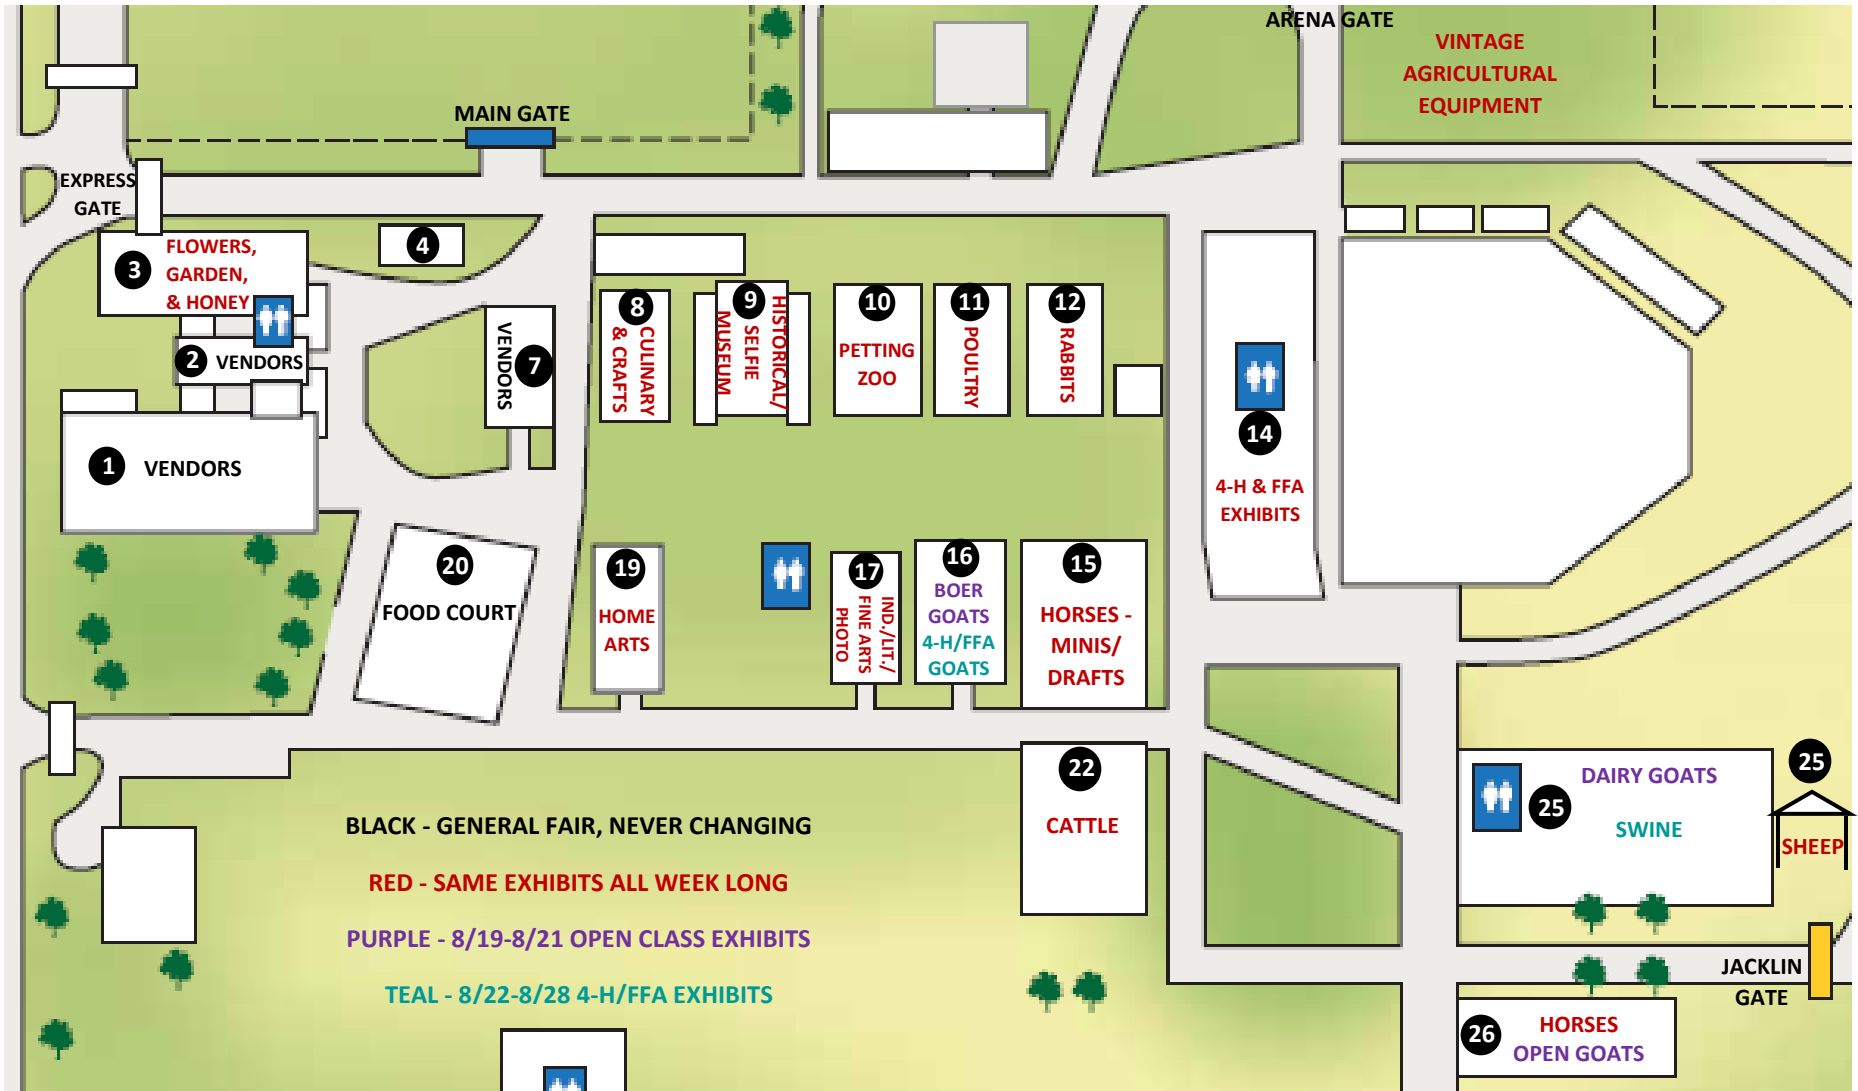 ARENA GATE
VINTAGE
AGRICULTURAL
EQUIPMENT
MAIN GATE
EXPRESS
GATE
3
FLOWERS,
GARDEN,
& HONEY
4
2
VENDORS
1
VENDORS
7
VENDORS
8
CULINARY
& CRAFTS
9
HISTORICAL/
SELFIE
MUSEUM
10
PETTING
ZOO
11
POULTRY
12
RABBITS
14
4-H & FFA
EXHIBITS
20
FOOD COURT
19
HOME
ARTS
17
IND./LIT./
FINE ARTS
PHOTO
16
BOER
GOATS
4-H/FFA
GOATS
15
HORSES -
MINIS/
DRAFTS
22
CATTLE
25
DAIRY GOATS
SWINE
25
SHEEP
BLACK - GENERAL FAIR, NEVER CHANGING
RED - SAME EXHIBITS ALL WEEK LONG
PURPLE - 8/19-8/21 OPEN CLASS EXHIBITS
TEAL - 8/22-8/28 4-H/FFA EXHIBITS
JACKLIN
GATE
26
HORSES
OPEN GOATS